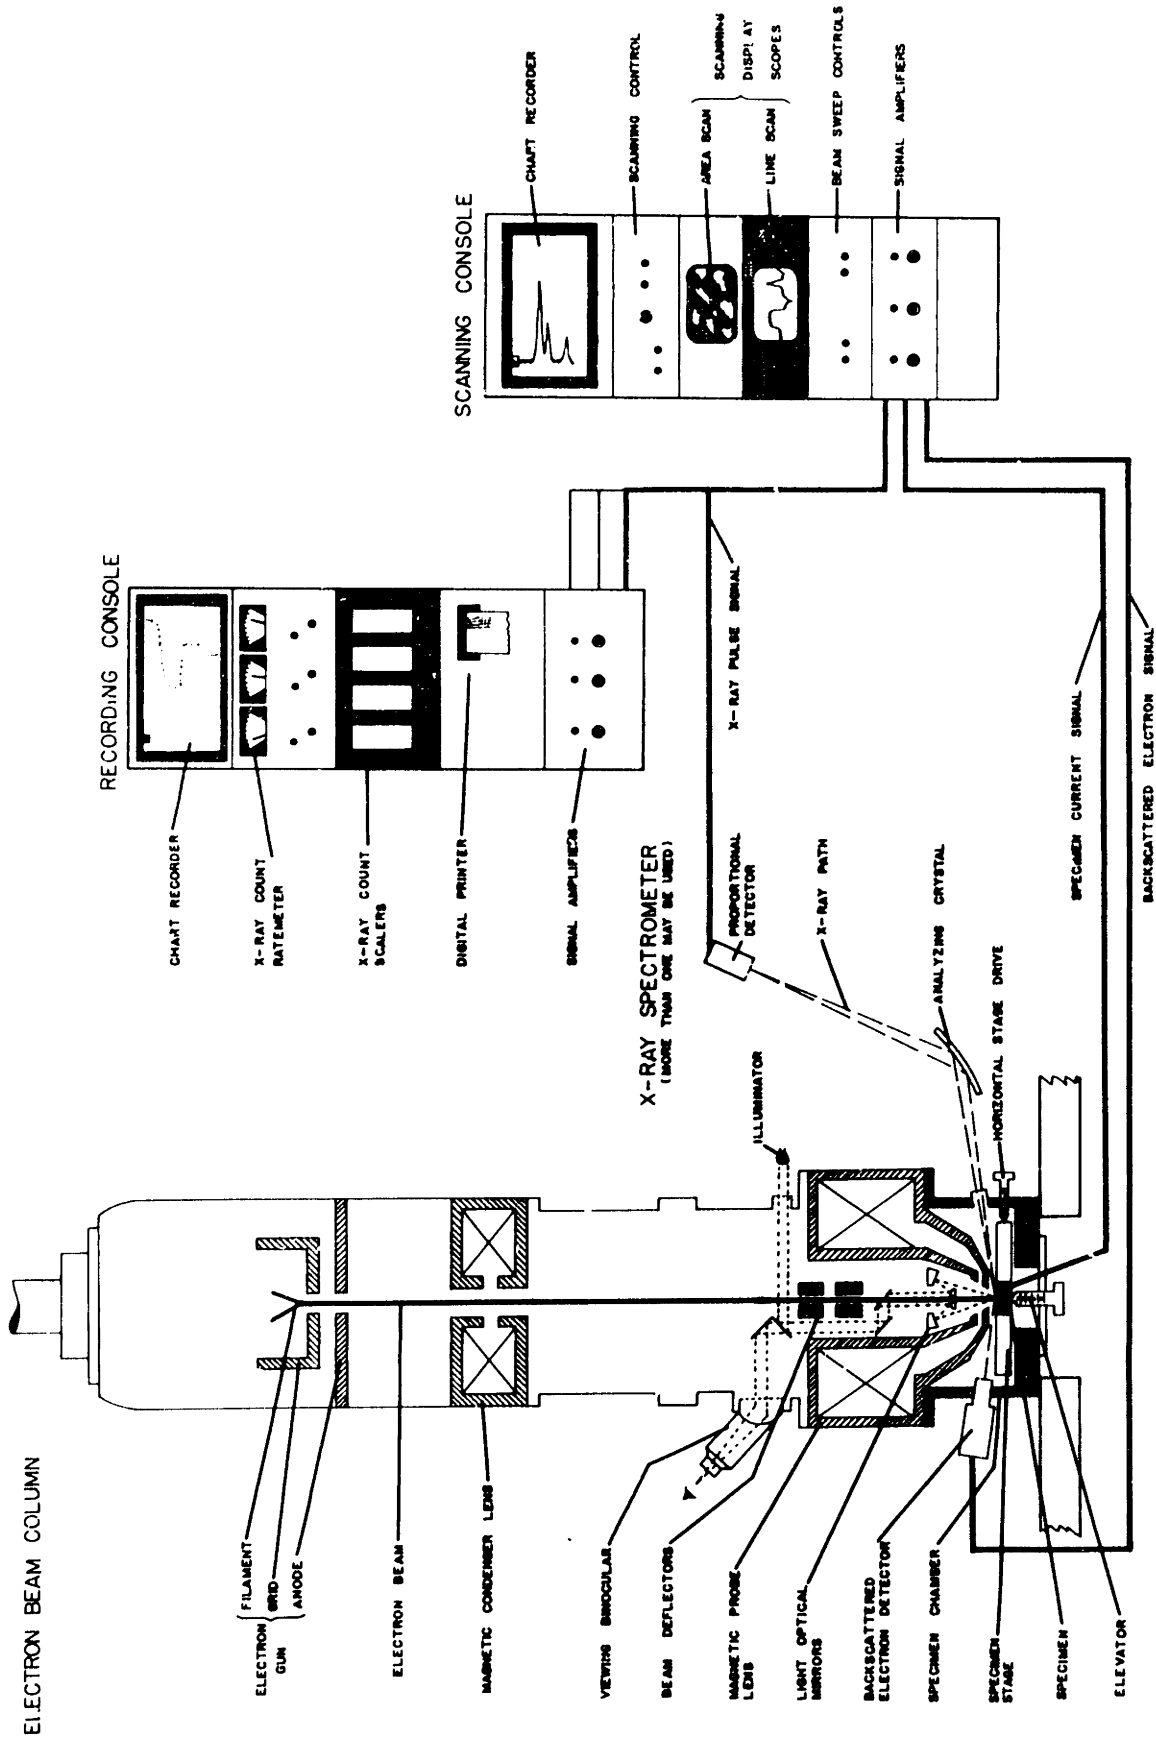 ELECTRON BEAM COLUMN
FILAMENT
GRID
ANODE
ELECTRON
GUN
ELECTRON BEAM
MAGNETIC CONDENSER LENS
VIEWING BINOCULAR
BEAM DEFLECTORS
MAGNETIC PROBE
LENS
LIGHT OPTICAL
MIRRORS
BACKSCATTERED
ELECTRON DETECTOR
SPECIMEN CHAMBER
SPECIMEN
STAGE
SPECIMEN
ELEVATOR
ILLUMINATOR
X-RAY SPECTROMETER
(MORE THAN ONE MAY BE USED)
PROPORTIONAL
DETECTOR
X-RAY PATH
ANALYZING CRYSTAL
HORIZONTAL STAGE DRIVE
RECORDING CONSOLE
CHART RECORDER
X-RAY COUNT
RATEMETER
X-RAY COUNT
SCALERS
DIGITAL PRINTER
SIGNAL AMPLIFIERS
X-RAY PULSE SIGNAL
SPECIMEN CURRENT SIGNAL
BACKSCATTERED ELECTRON SIGNAL
SCANNING CONSOLE
CHART RECORDER
SCANNING CONTROL
AREA SCAN
LINE SCAN
SCANNING
DISPLAY
SCOPES
BEAM SWEEP CONTROLS
SIGNAL AMPLIFIERS